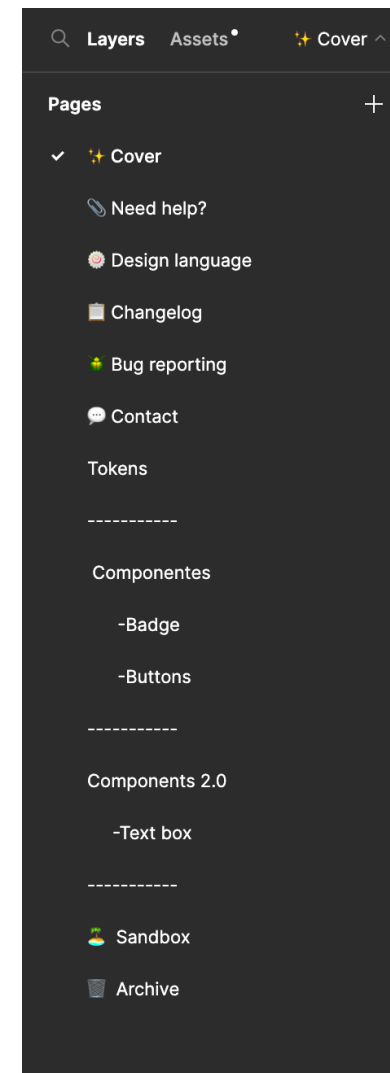 Layers Assets ✨ Cover
Pages
✨ Cover
📎 Need help?
🍥 Design language
📋 Changelog
🪲 Bug reporting
💬 Contact
Tokens
-----------
Componentes
-Badge
-Buttons
-----------
Components 2.0
-Text box
-----------
🏝️ Sandbox
🗑️ Archive